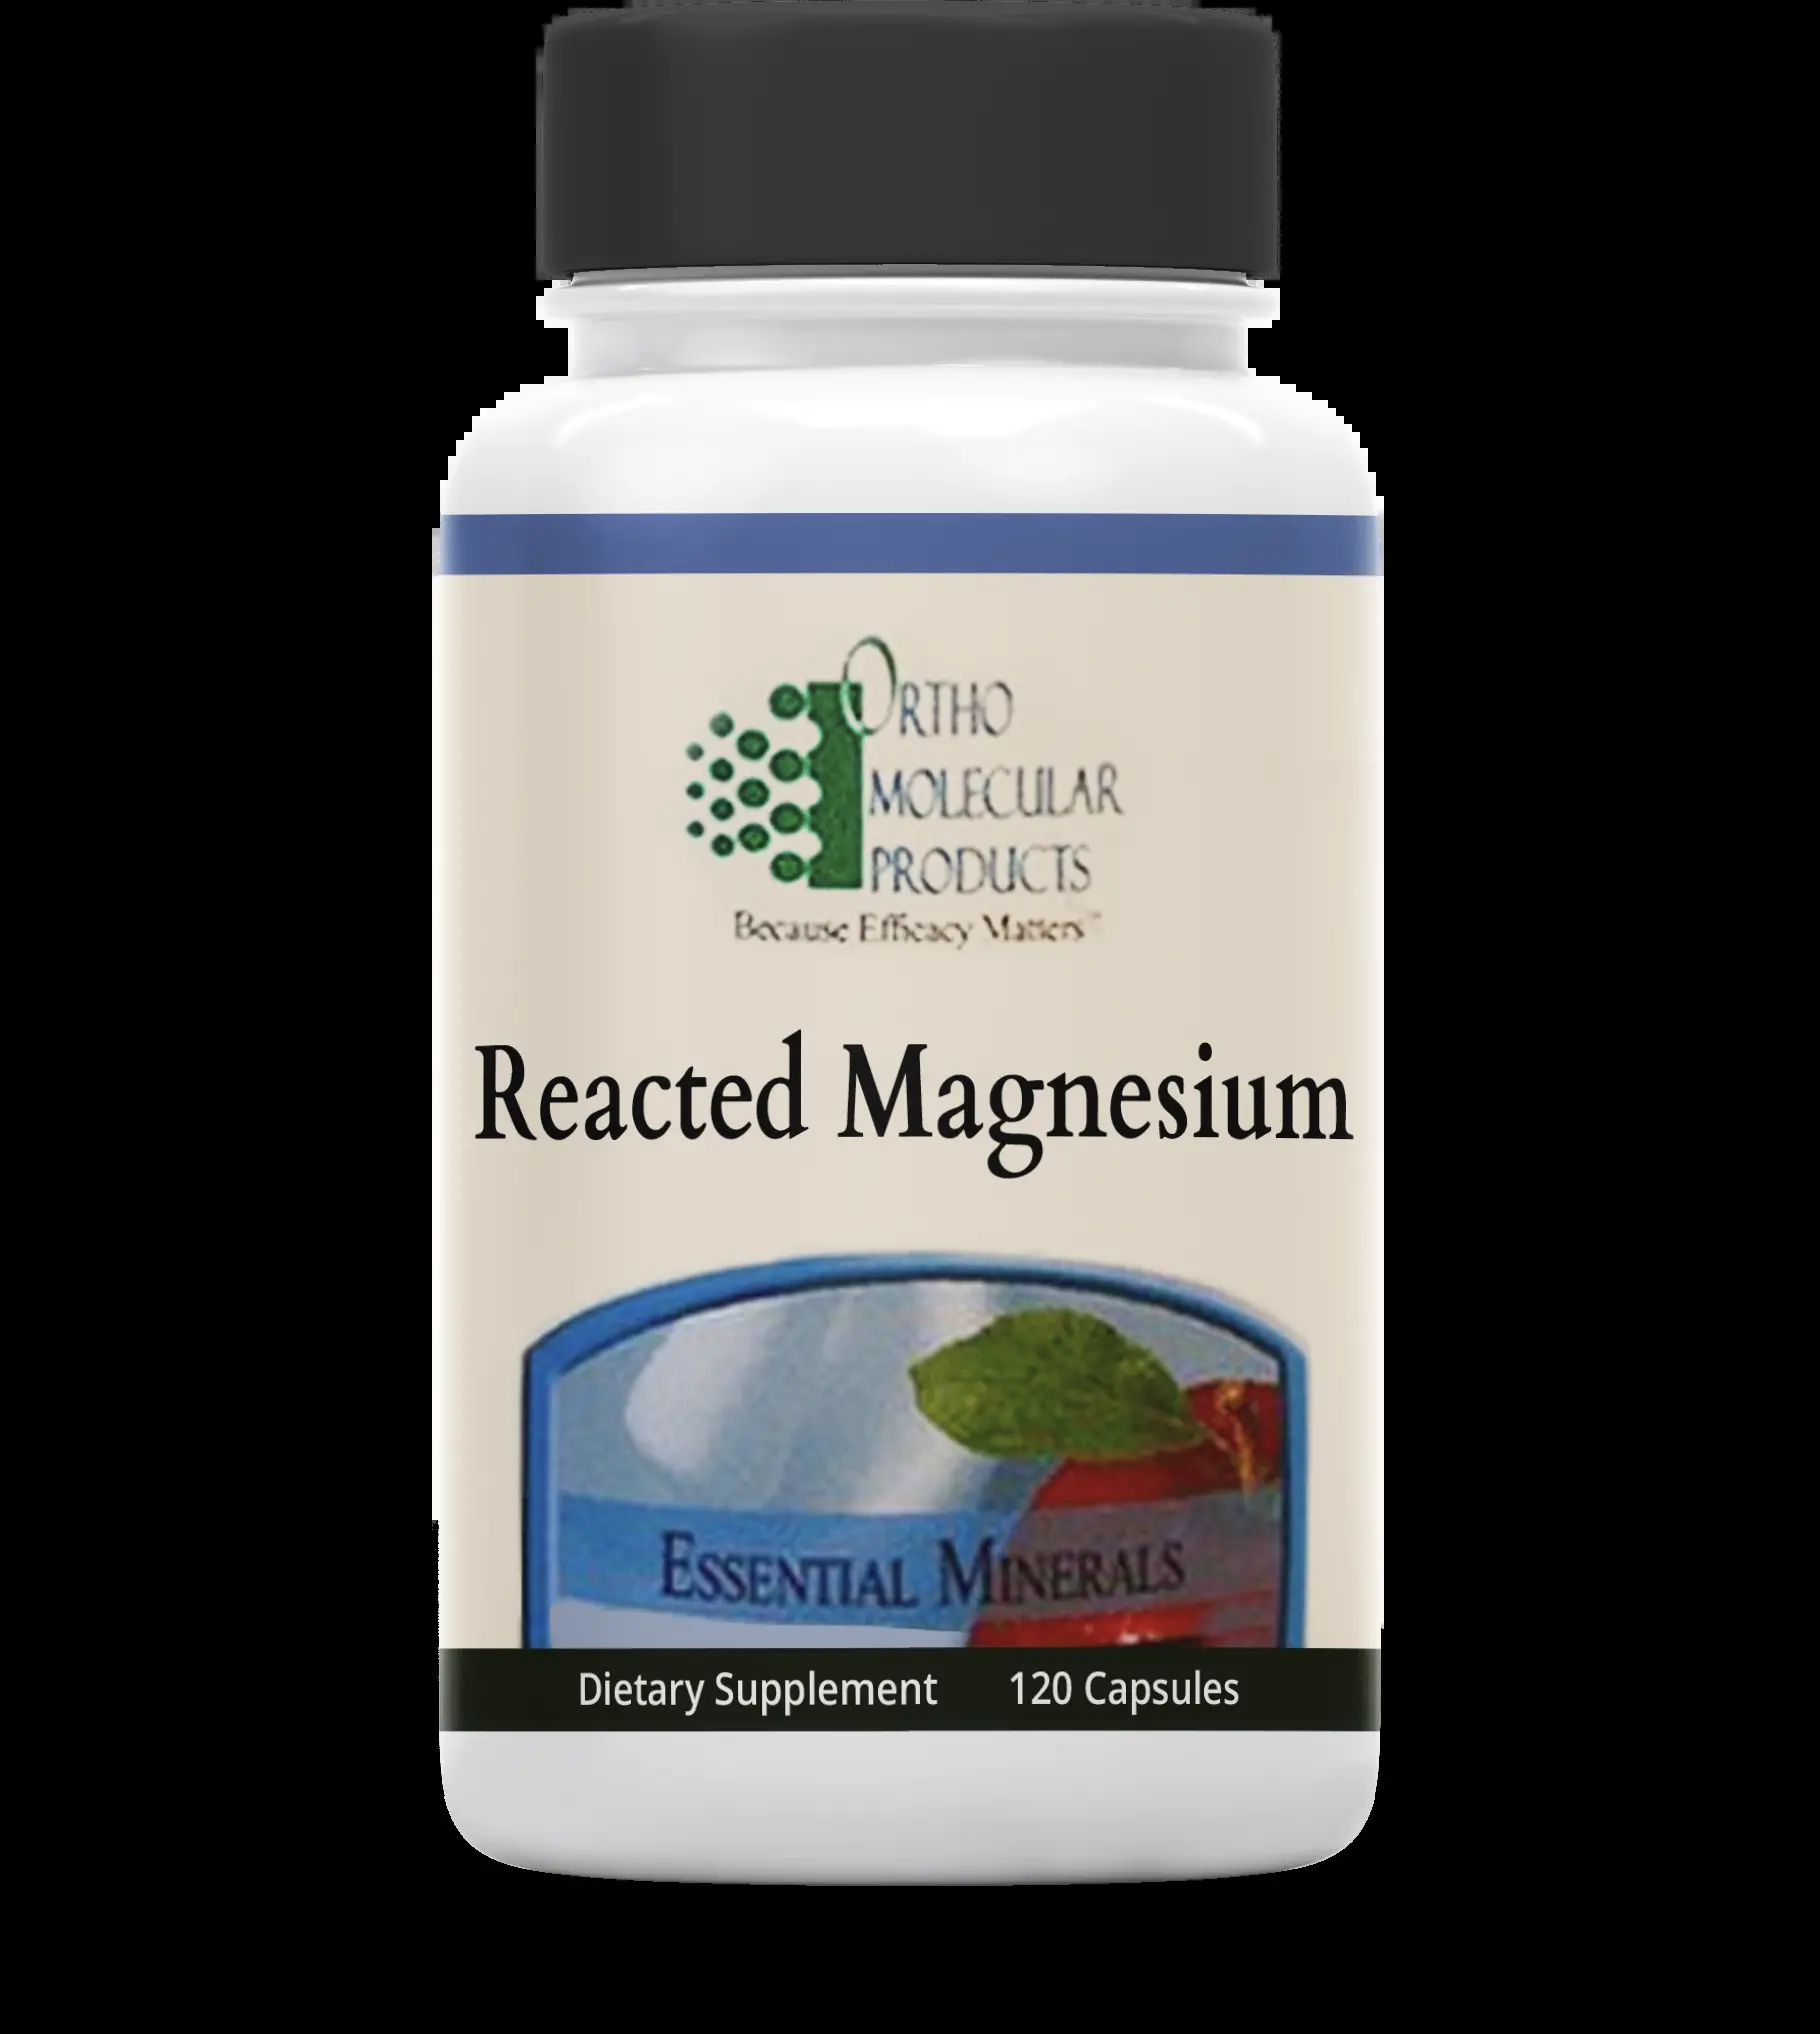 ORTHO
MOLECULAR
PRODUCTS
Because Efficacy Matters™
Reacted Magnesium
ESSENTIAL MINERALS
Dietary Supplement 120 Capsules